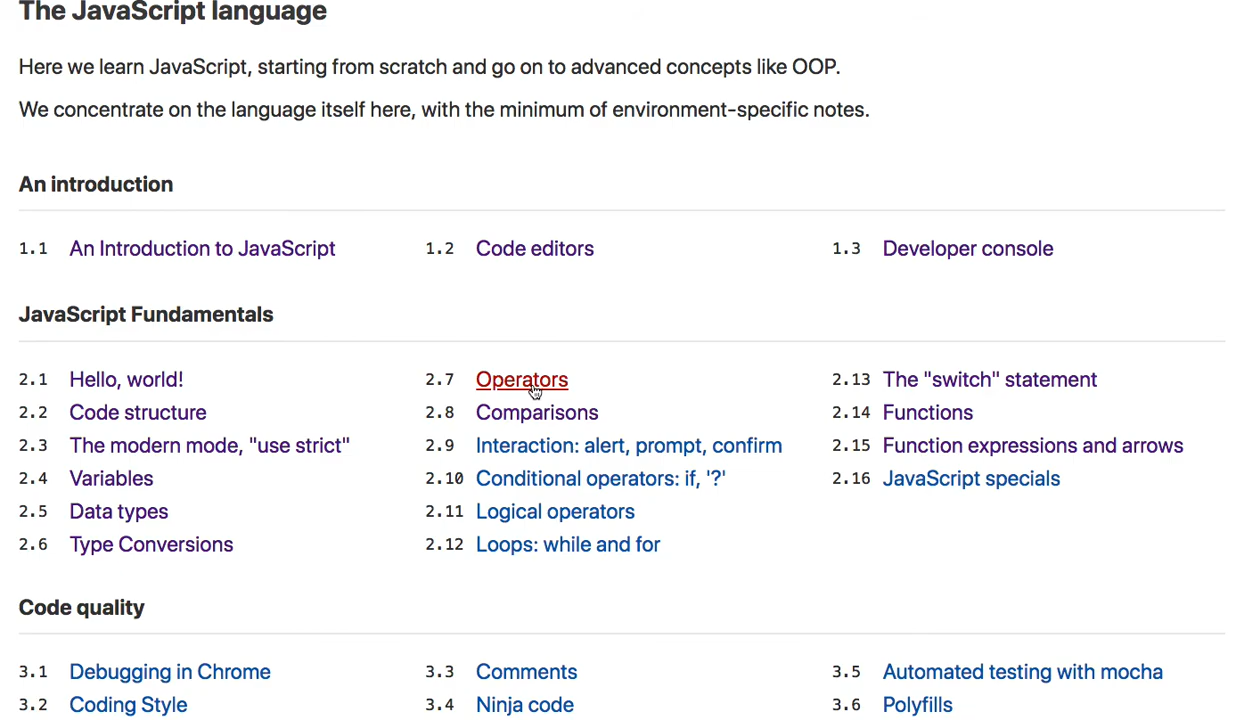 The JavaScript language
Here we learn JavaScript, starting from scratch and go on to advanced concepts like OOP.
We concentrate on the language itself here, with the minimum of environment-specific notes.
An introduction
1.1 An Introduction to JavaScript
1.2 Code editors
1.3 Developer console
JavaScript Fundamentals
2.1 Hello, world!
2.2 Code structure
2.3 The modern mode, "use strict"
2.4 Variables
2.5 Data types
2.6 Type Conversions
2.7 Operators
2.8 Comparisons
2.9 Interaction: alert, prompt, confirm
2.10 Conditional operators: if, '?'
2.11 Logical operators
2.12 Loops: while and for
2.13 The "switch" statement
2.14 Functions
2.15 Function expressions and arrows
2.16 JavaScript specials
Code quality
3.1 Debugging in Chrome
3.2 Coding Style
3.3 Comments
3.4 Ninja code
3.5 Automated testing with mocha
3.6 Polyfills